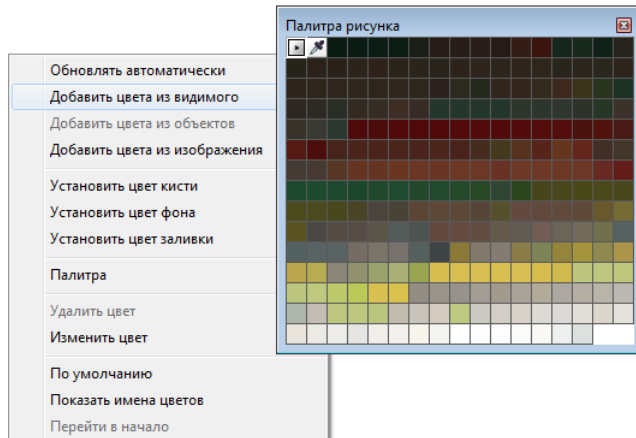 Палитра рисунка
Обновлять автоматически
Добавить цвета из видимого
Добавить цвета из объектов
Добавить цвета из изображения
Установить цвет кисти
Установить цвет фона
Установить цвет заливки
Палитра
Удалить цвет
Изменить цвет
По умолчанию
Показать имена цветов
Перейти в начало